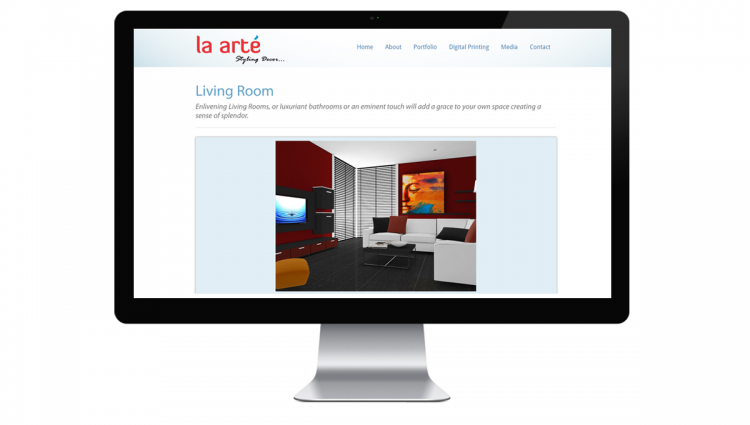 la arté
Styling Decor...
Home About Portfolio Digital Printing Media Contact
Living Room
Enlivening Living Rooms, or luxuriant bathrooms or an eminent touch will add a grace to your own space creating a
sense of splendor.